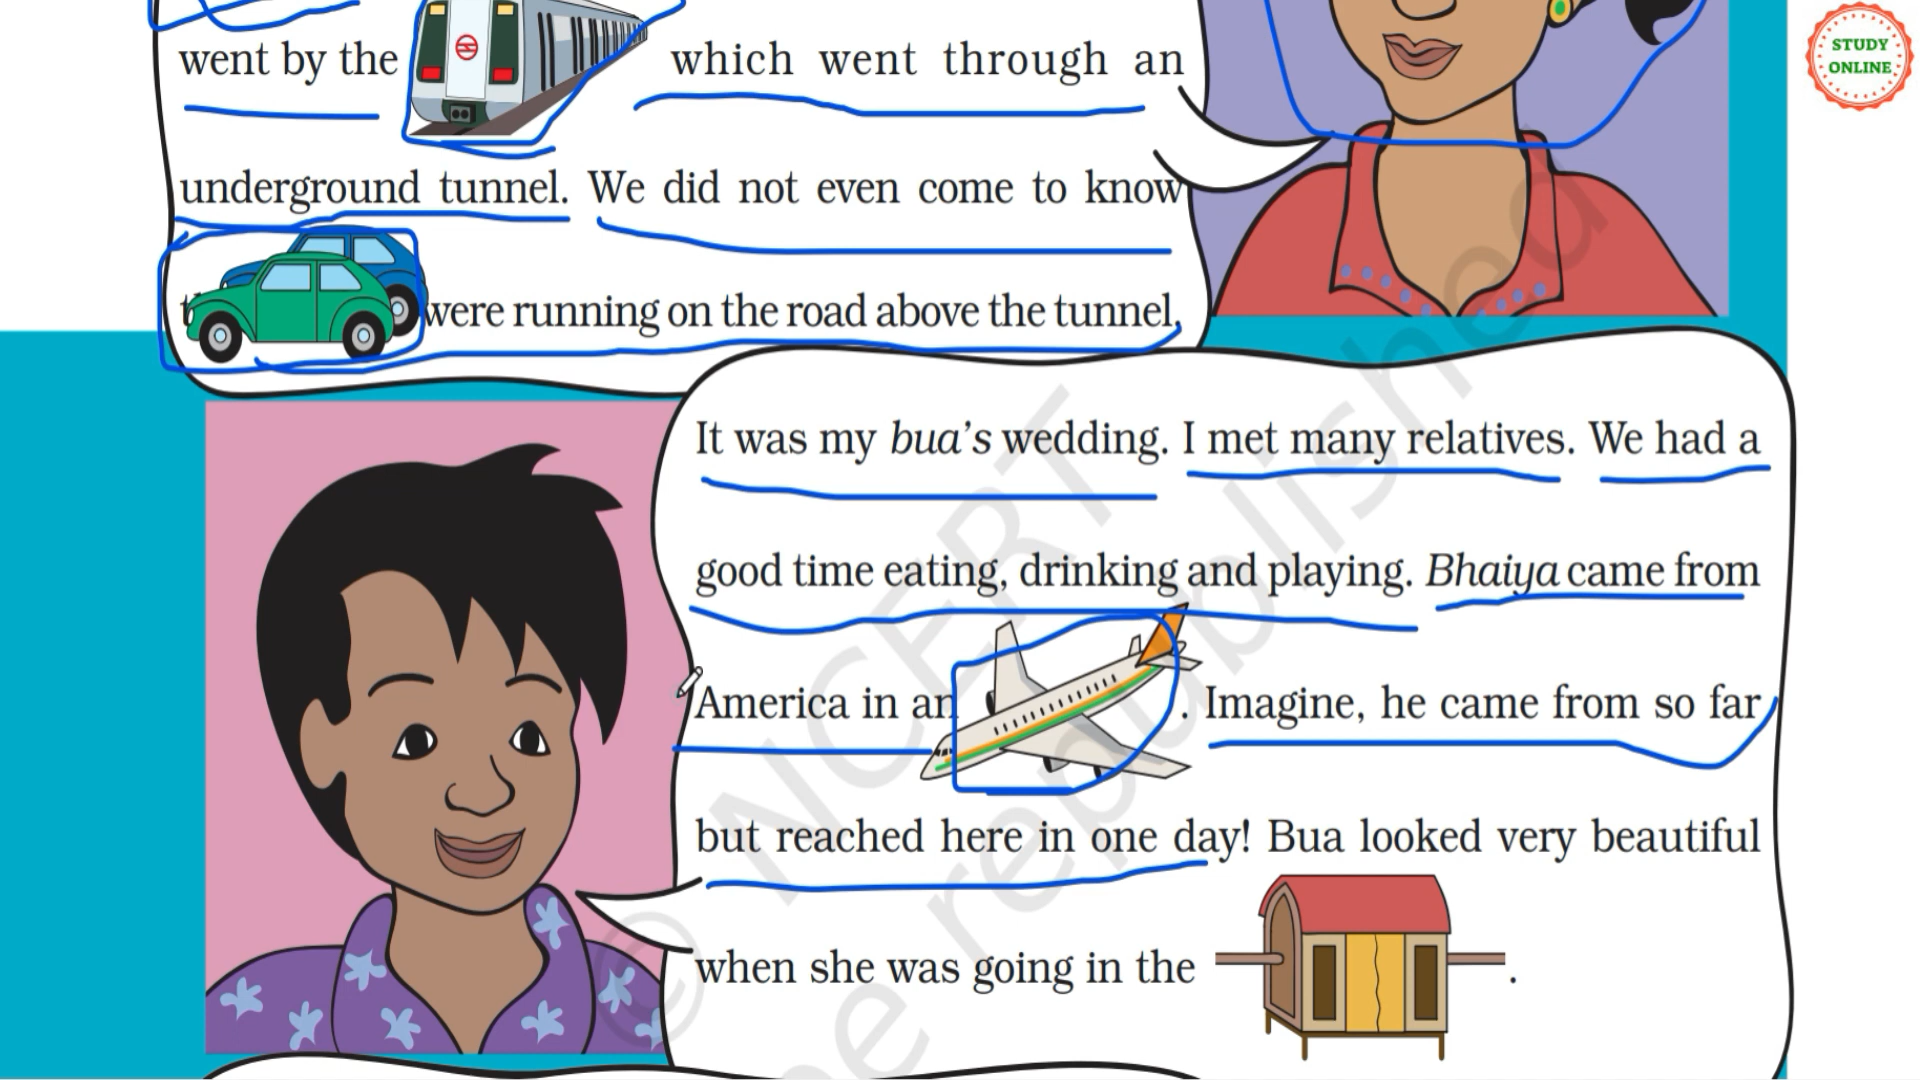 STUDY
ONLINE
went by the which went through an
underground tunnel. We did not even come to know
were running on the road above the tunnel.
It was my bua's wedding. I met many relatives. We had a
good time eating, drinking and playing. Bhaiya came from
America in an . Imagine, he came from so far
but reached here in one day! Bua looked very beautiful
when she was going in the .
© NCERT
republished